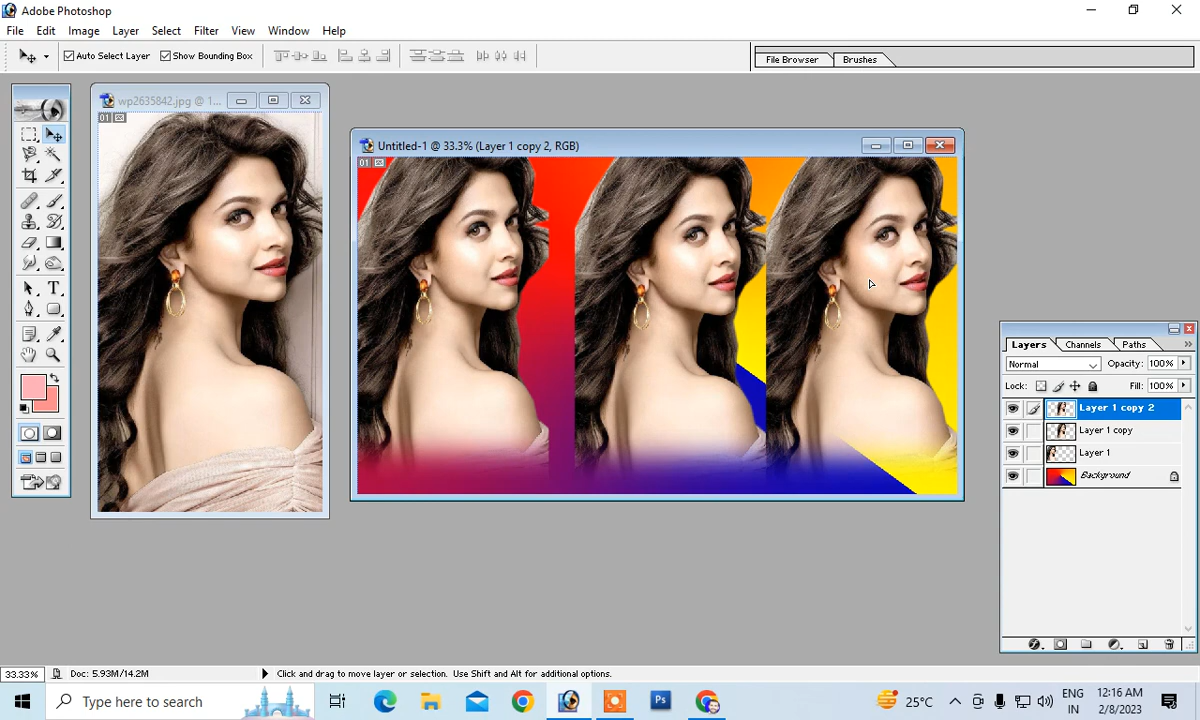 Adobe Photoshop
File Edit Image Layer Select Filter View Window Help
Auto Select Layer Show Bounding Box
File Browser Brushes
wp2635842.jpg @ 1...
01
Untitled-1 @ 33.3% (Layer 1 copy 2, RGB)
01
Layers Channels Paths
Normal Opacity: 100%
Lock: Fill: 100%
Layer 1 copy 2
Layer 1 copy
Layer 1
Background
T
33.33% Doc: 5.93M/14.2M Click and drag to move layer or selection. Use Shift and Alt for additional options.
Type here to search
Ps
25°C
ENG
IN
12:16 AM
2/8/2023